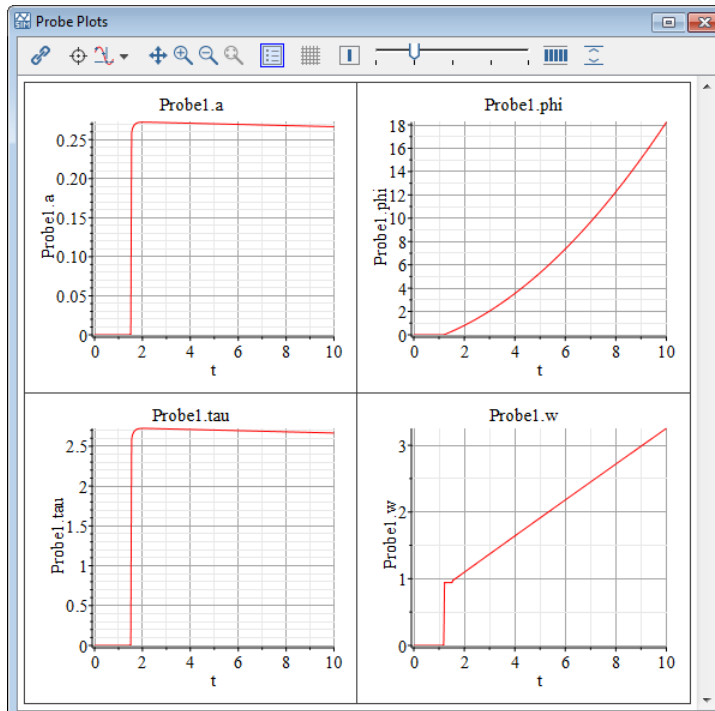 Probe Plots
SIM
Probe1.a
Probe1.a
0.25
0.20
0.15
0.10
0.05
0
0 2 4 6 8 10
t
Probe1.phi
Probe1.phi
18
16
14
12
10
8
6
4
2
0
0 2 4 6 8 10
t
Probe1.tau
Probe1.tau
2.5
2
1.5
1
0.5
0
0 2 4 6 8 10
t
Probe1.w
Probe1.w
3
2
1
0
0 2 4 6 8 10
t